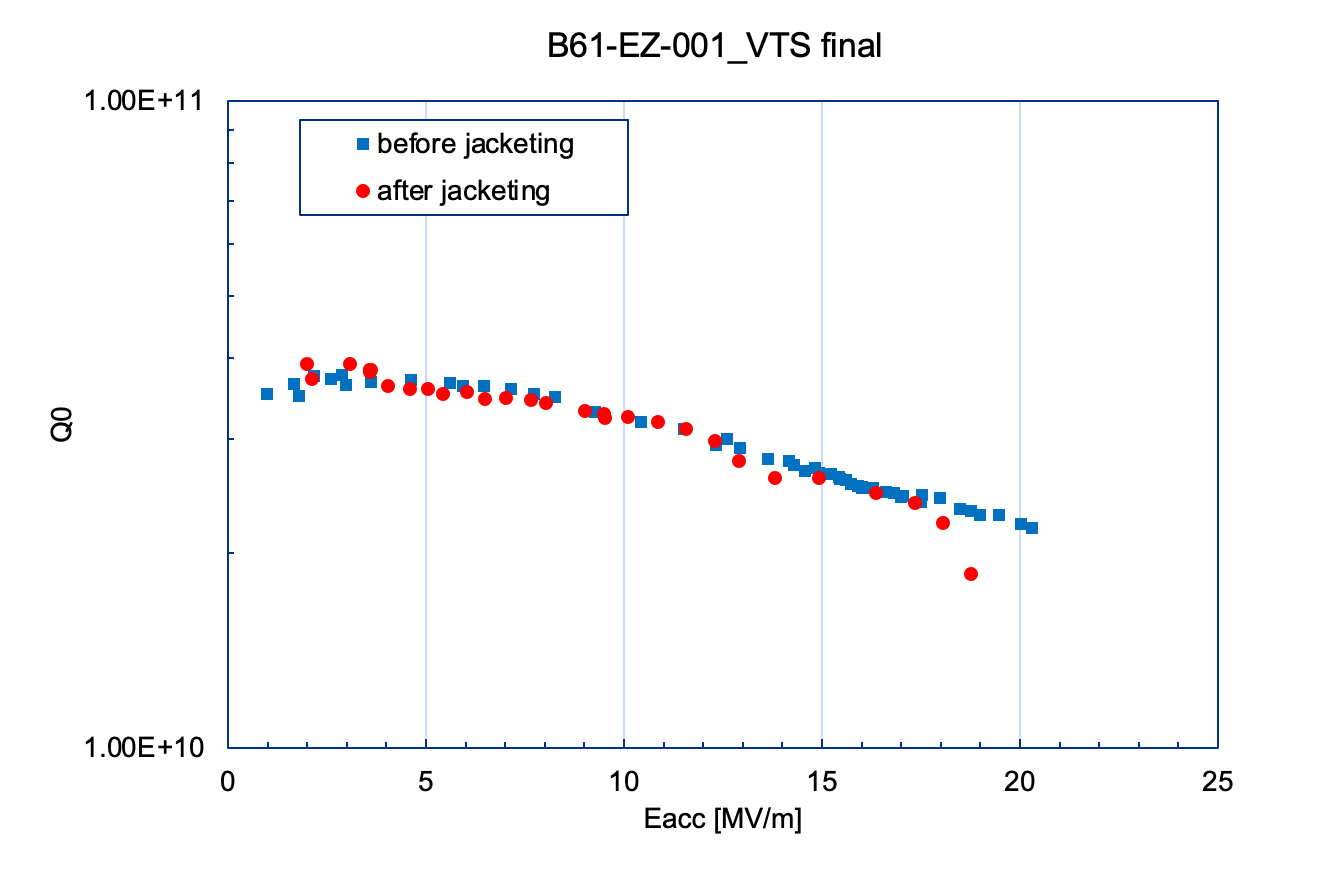 B61-EZ-001_VTS final
1.00E+11
before jacketing
after jacketing
Q0
1.00E+10
0 5 10 15 20 25
Eacc [MV/m]